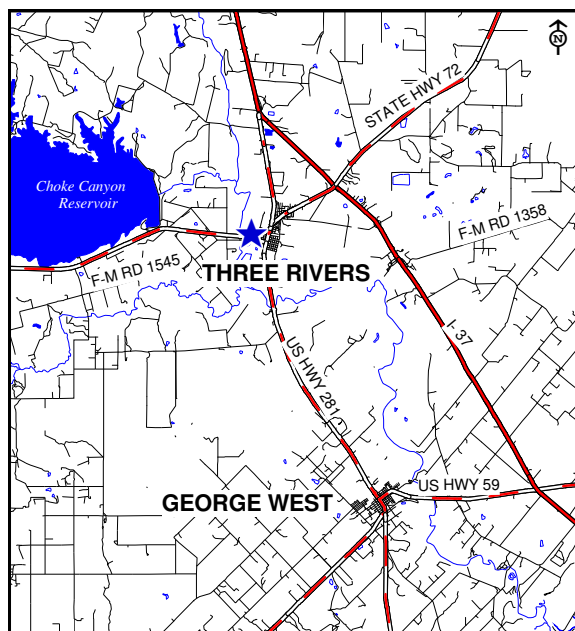 N
STATE HWY 72
Choke Canyon
Reservoir
F-M RD 1358
F-M RD 1545
THREE RIVERS
I-37
US HWY 281
US HWY 59
GEORGE WEST